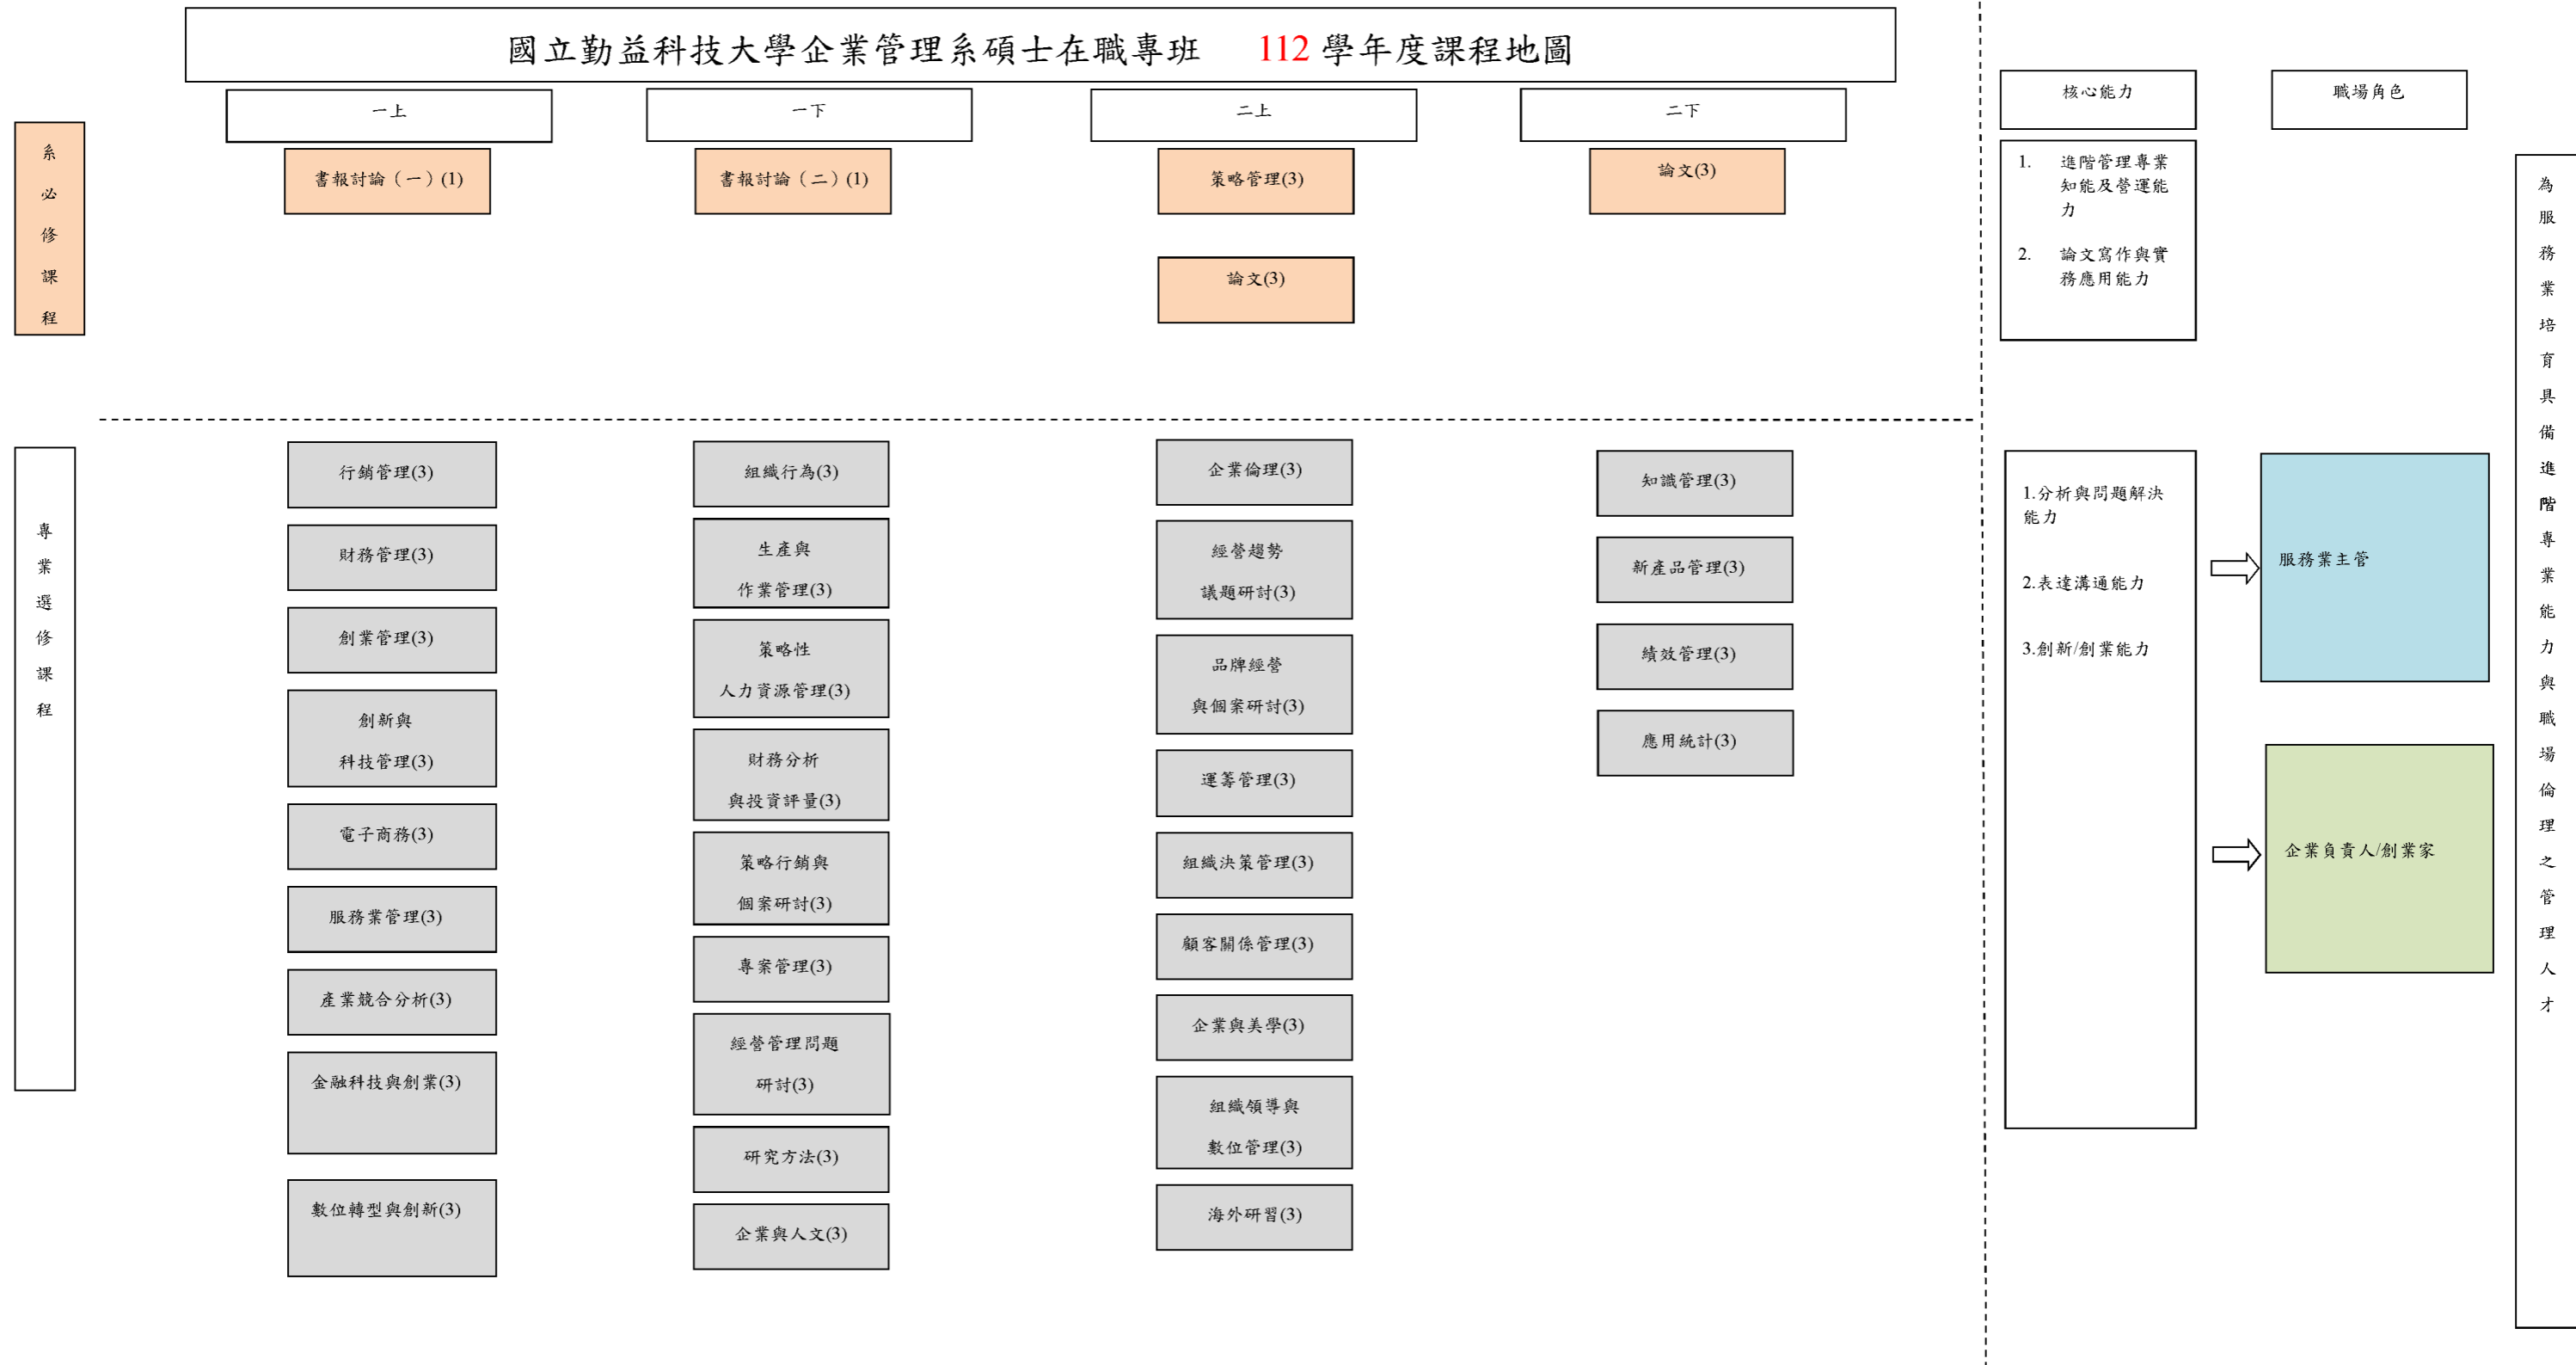 國立勤益科技大學企業管理系碩士在職專班 112 學年度課程地圖
一上
一下
二上
二下
核心能力
職場角色
系必修課程
書報討論（一）(1)
書報討論（二）(1)
策略管理(3)
論文(3)
論文(3)
1. 進階管理專業
知能及營運能
力
2. 論文寫作與實
務應用能力
專業選修課程
行銷管理(3)
財務管理(3)
創業管理(3)
創新與
科技管理(3)
電子商務(3)
服務業管理(3)
產業競合分析(3)
金融科技與創業(3)
數位轉型與創新(3)
組織行為(3)
生產與
作業管理(3)
策略性
人力資源管理(3)
財務分析
與投資評量(3)
策略行銷與
個案研討(3)
專案管理(3)
經營管理問題
研討(3)
研究方法(3)
企業與人文(3)
企業倫理(3)
經營趨勢
議題研討(3)
品牌經營
與個案研討(3)
運籌管理(3)
組織決策管理(3)
顧客關係管理(3)
企業與美學(3)
組織領導與
數位管理(3)
海外研習(3)
知識管理(3)
新產品管理(3)
績效管理(3)
應用統計(3)
1.分析與問題解決
能力
2.表達溝通能力
3.創新/創業能力
服務業主管
企業負責人/創業家
為服務業培育具備進階專業能力與職場倫理之管理人才